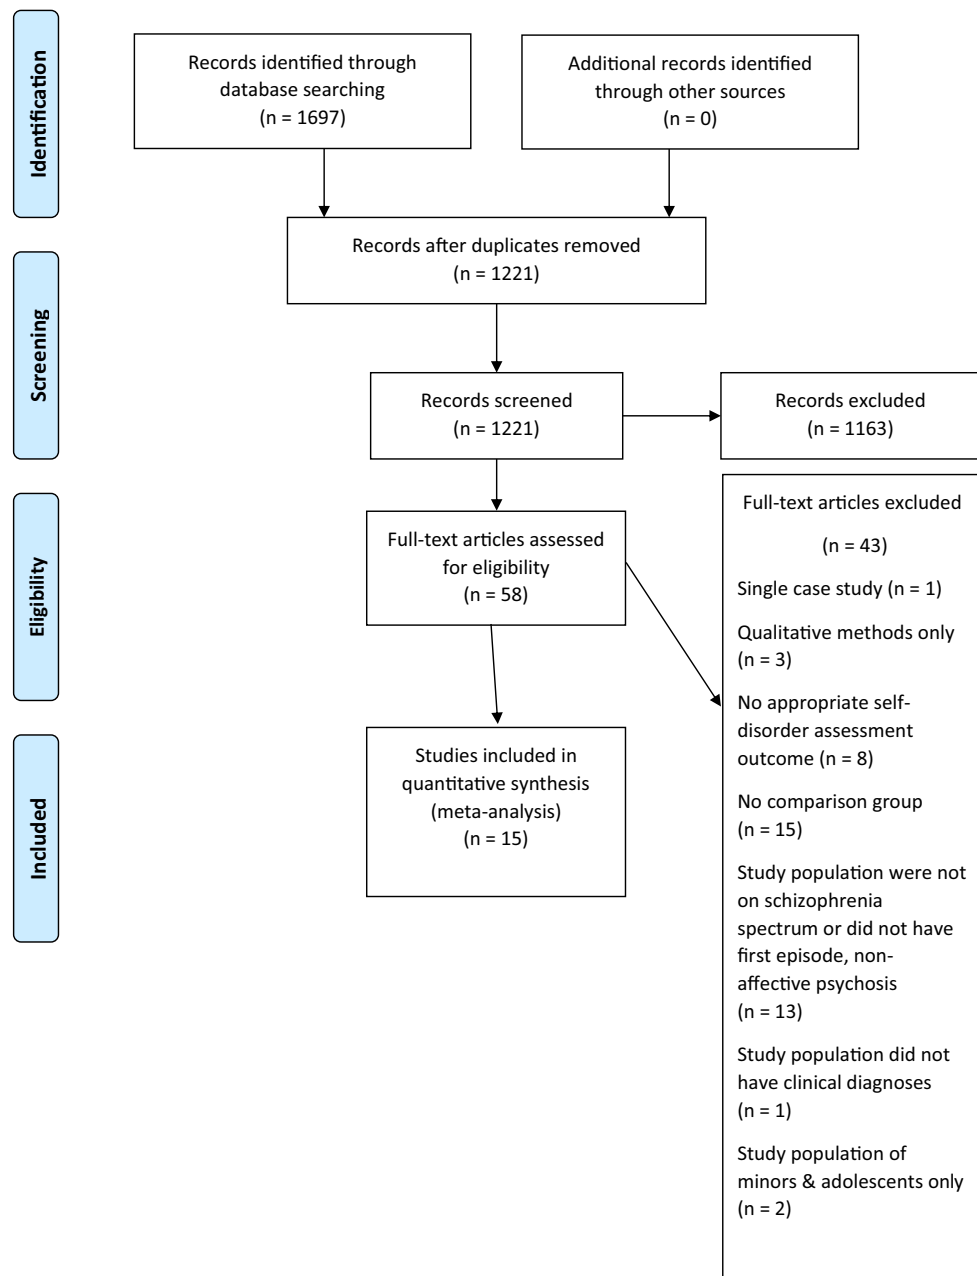 Identification
Records identified through
database searching
(n = 1697)
Additional records identified
through other sources
(n = 0)
Records after duplicates removed
(n = 1221)
Screening
Records screened
(n = 1221)
Records excluded
(n = 1163)
Eligibility
Full-text articles assessed
for eligibility
(n = 58)
Full-text articles excluded
(n = 43)
Single case study (n = 1)
Qualitative methods only
(n = 3)
No appropriate self-
disorder assessment
outcome (n = 8)
No comparison group
(n = 15)
Study population were not
on schizophrenia
spectrum or did not have
first episode, non-
affective psychosis
(n = 13)
Study population did not
have clinical diagnoses
(n = 1)
Study population of
minors & adolescents only
(n = 2)
Included
Studies included in
quantitative synthesis
(meta-analysis)
(n = 15)